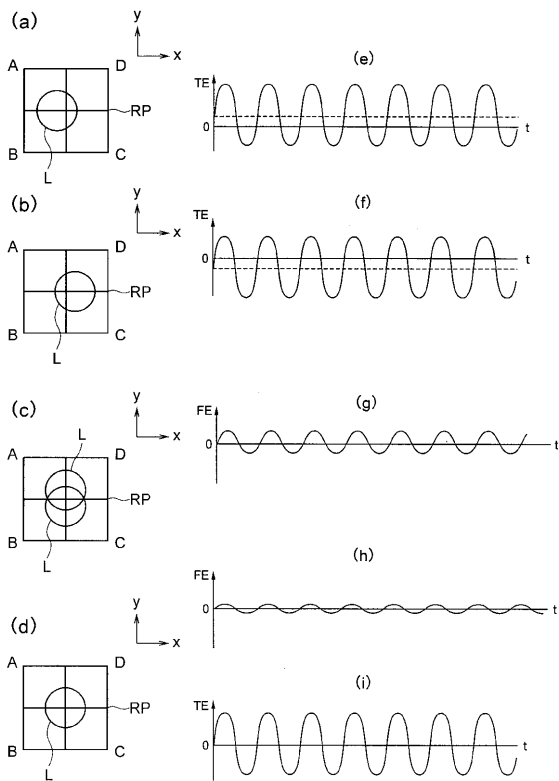 (a)
y
x
A D
RP
B C
L
(e)
TE
0
t
(b)
y
x
A D
RP
B C
L
(f)
TE
0
t
(c)
y
x
L
A D
RP
B C
L
(g)
FE
0
t
(h)
FE
0
t
(d)
y
x
A D
RP
B C
L
(i)
TE
0
t